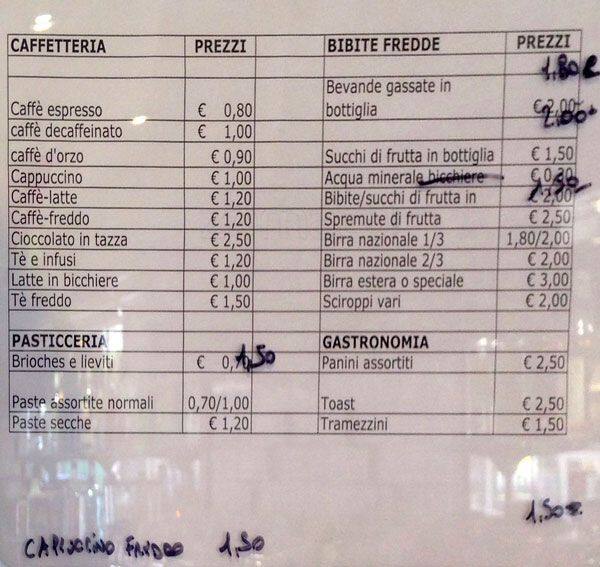 CAFFETTERIA PREZZI BIBITE FREDDE PREZZI
1,80 €
Bevande gassate in
Caffè espresso € 0,80 bottiglia € 2,00 2.00
caffè decaffeinato € 1,00
caffè d'orzo € 0,90 Succhi di frutta in bottiglia € 1,50
Cappuccino € 1,00 Acqua minerale bicchiere € 0,20
Caffè-latte € 1,20 Bibite/succhi di frutta in € 2,00 1.50
Caffè-freddo € 1,20 Spremute di frutta € 2,50
Cioccolato in tazza € 2,50 Birra nazionale 1/3 1,80/2,00
Tè e infusi € 1,20 Birra nazionale 2/3 € 2,00
Latte in bicchiere € 1,00 Birra estera o speciale € 3,00
Tè freddo € 1,50 Sciroppi vari € 2,00
PASTICCERIA GASTRONOMIA
Brioches e lieviti € 1,50 Panini assortiti € 2,50
Paste assortite normali 0,70/1,00 Toast € 2,50
Paste secche € 1,20 Tramezzini € 1,50
1,50€
1,50